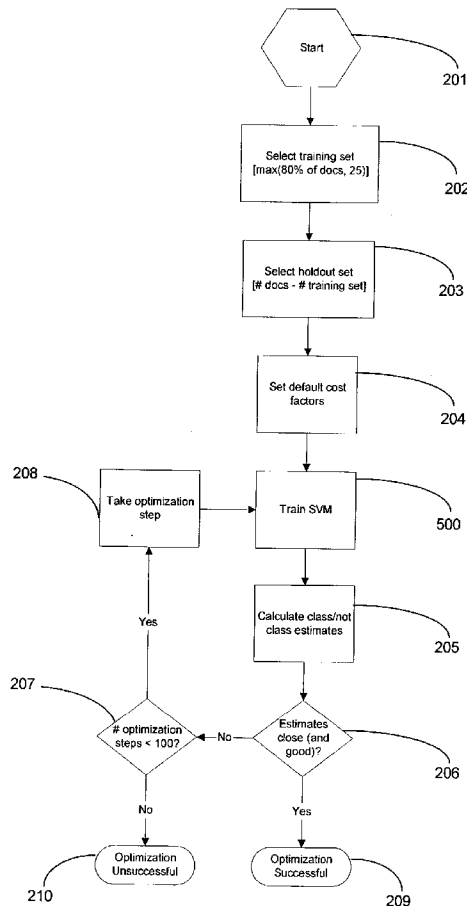 Start
201
Select training set
[max(80% of docs, 25)]
202
Select holdout set
[# docs - # training set]
203
Set default cost
factors
204
208
Take optimization
step
Train SVM
500
Yes
Calculate class/not
class estimates
205
207
# optimization
steps < 100?
No
Estimates
close (and
good)?
206
No
Yes
Optimization
Unsuccessful
Optimization
Successful
210
209